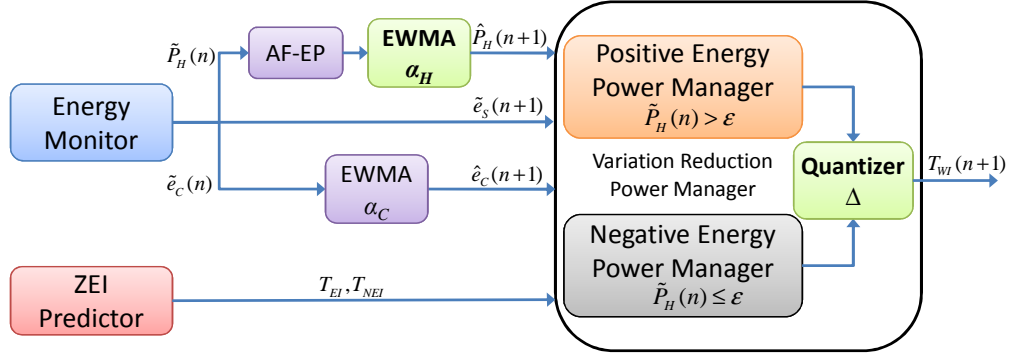 P̃_H(n)
AF-EP
EWMA
α_H
P̂_H(n+1)
Energy
Monitor
ẽ_S(n+1)
ẽ_C(n)
EWMA
α_C
ê_C(n+1)
ZEI
Predictor
T_EI, T_NEI
Positive Energy
Power Manager
P̃_H(n) > ε
Variation Reduction
Power Manager
Negative Energy
Power Manager
P̃_H(n) ≤ ε
Quantizer
Δ
T_WI(n+1)